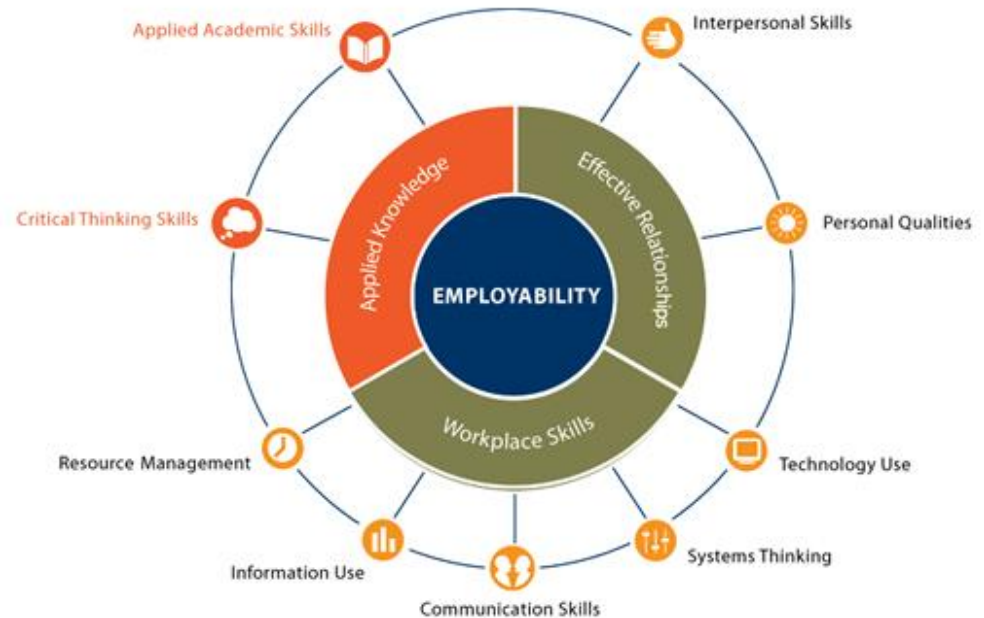 Applied Academic Skills
Interpersonal Skills
Applied Knowledge
Effective Relationships
Critical Thinking Skills
Personal Qualities
EMPLOYABILITY
Workplace Skills
Resource Management
Technology Use
Information Use
Systems Thinking
Communication Skills